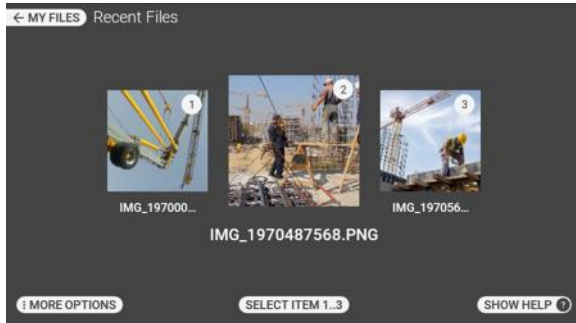 ← MY FILES Recent Files
1
2
3
IMG_197000...
IMG_197056...
IMG_1970487568.PNG
⁝ MORE OPTIONS
SELECT ITEM 1..3
SHOW HELP ?